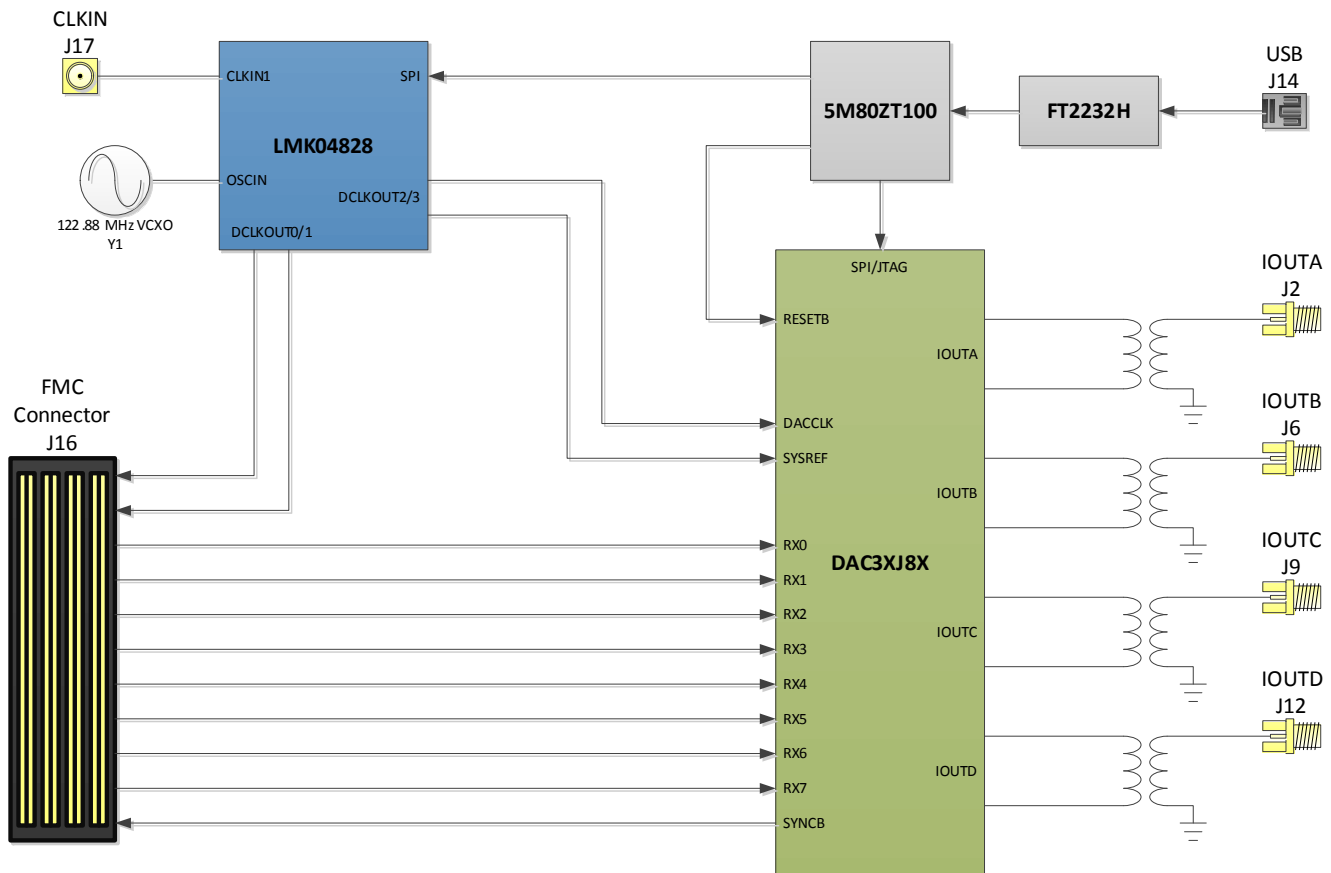 CLKIN
J17
CLKIN1
SPI
LMK04828
OSCIN
DCLKOUT2/3
DCLKOUT0/1
122.88 MHz VCXO
Y1
5M80ZT100
FT2232H
USB
J14
SPI/JTAG
RESETB
IOUTA
DACCLK
SYSREF
IOUTB
DAC3XJ8X
RX0
RX1
RX2
RX3
IOUTC
RX4
RX5
RX6
IOUTD
RX7
SYNCB
FMC
Connector
J16
IOUTA
J2
IOUTB
J6
IOUTC
J9
IOUTD
J12